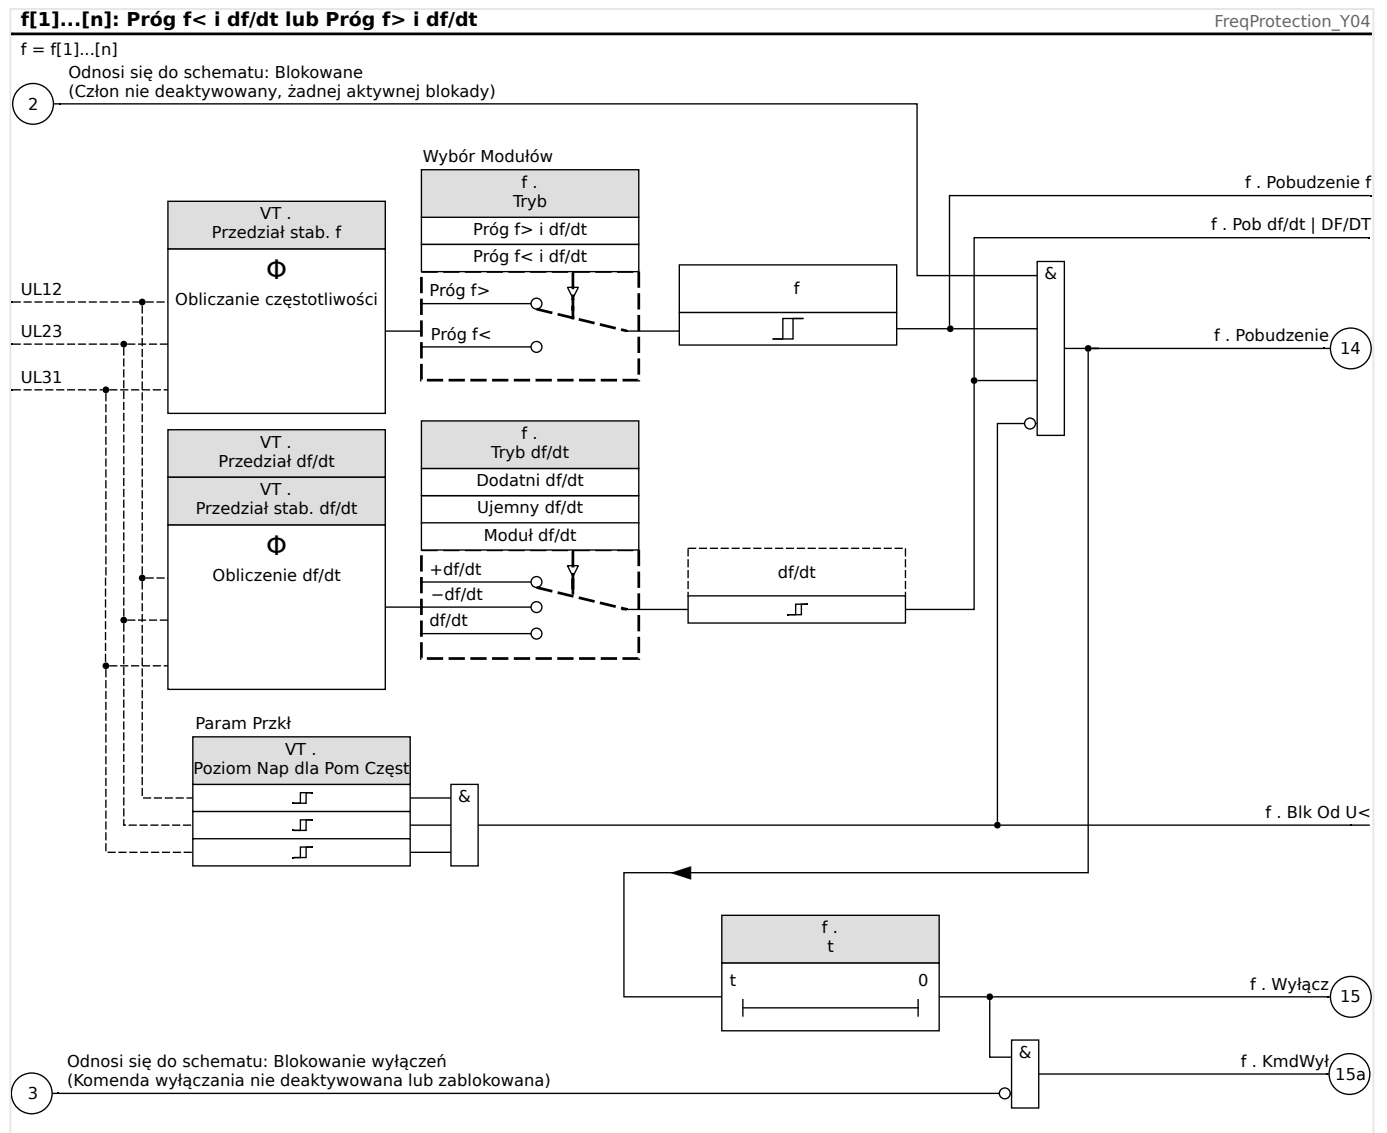 f[1]...[n]: Próg f< i df/dt lub Próg f> i df/dt
FreqProtection_Y04
f = f[1]...[n]
Odnosi się do schematu: Blokowane
(Człon nie deaktywowany, żadnej aktywnej blokady)
2
Wybór Modułów
f .
Tryb
Próg f> i df/dt
Próg f< i df/dt
Próg f>
Próg f<
VT .
Przedział stab. f
Φ
Obliczanie częstotliwości
UL12
UL23
UL31
f
&
f . Pobudzenie f
f . Pob df/dt | DF/DT
f . Pobudzenie
14
VT .
Przedział df/dt
VT .
Przedział stab. df/dt
Φ
Obliczenie df/dt
f .
Tryb df/dt
Dodatni df/dt
Ujemny df/dt
Moduł df/dt
+df/dt
−df/dt
df/dt
df/dt
Param Przkł
VT .
Poziom Nap dla Pom Częst
&
f . Blk Od U<
f .
t
t
0
f . Wyłącz
15
&
f . KmdWył
15a
Odnosi się do schematu: Blokowanie wyłączeń
(Komenda wyłączania nie deaktywowana lub zablokowana)
3